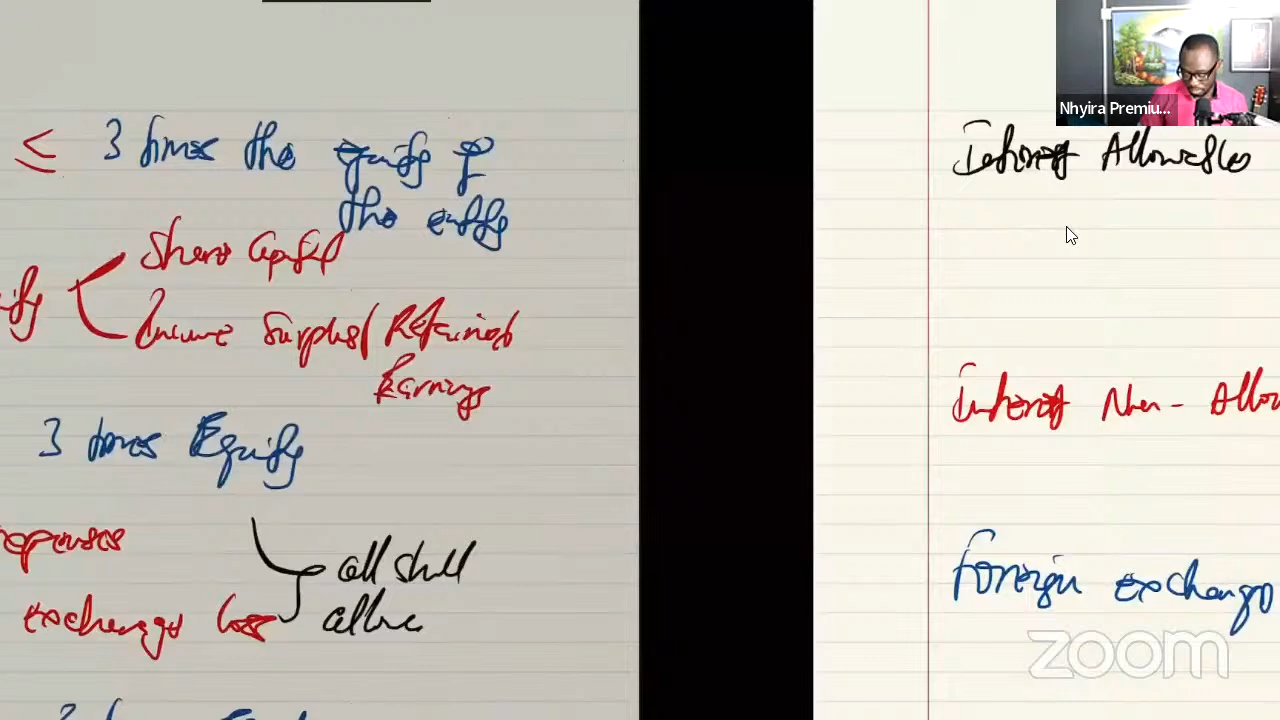 ≤ 3 times the equity of
the entity
Share Capital
Income Surplus/Retained
Earnings
3 times Equity
exchange loss
all shall
allow
Nhyira Premiu...
Interest Allowable
Interest Non-Allow
Foreign exchange
zoom